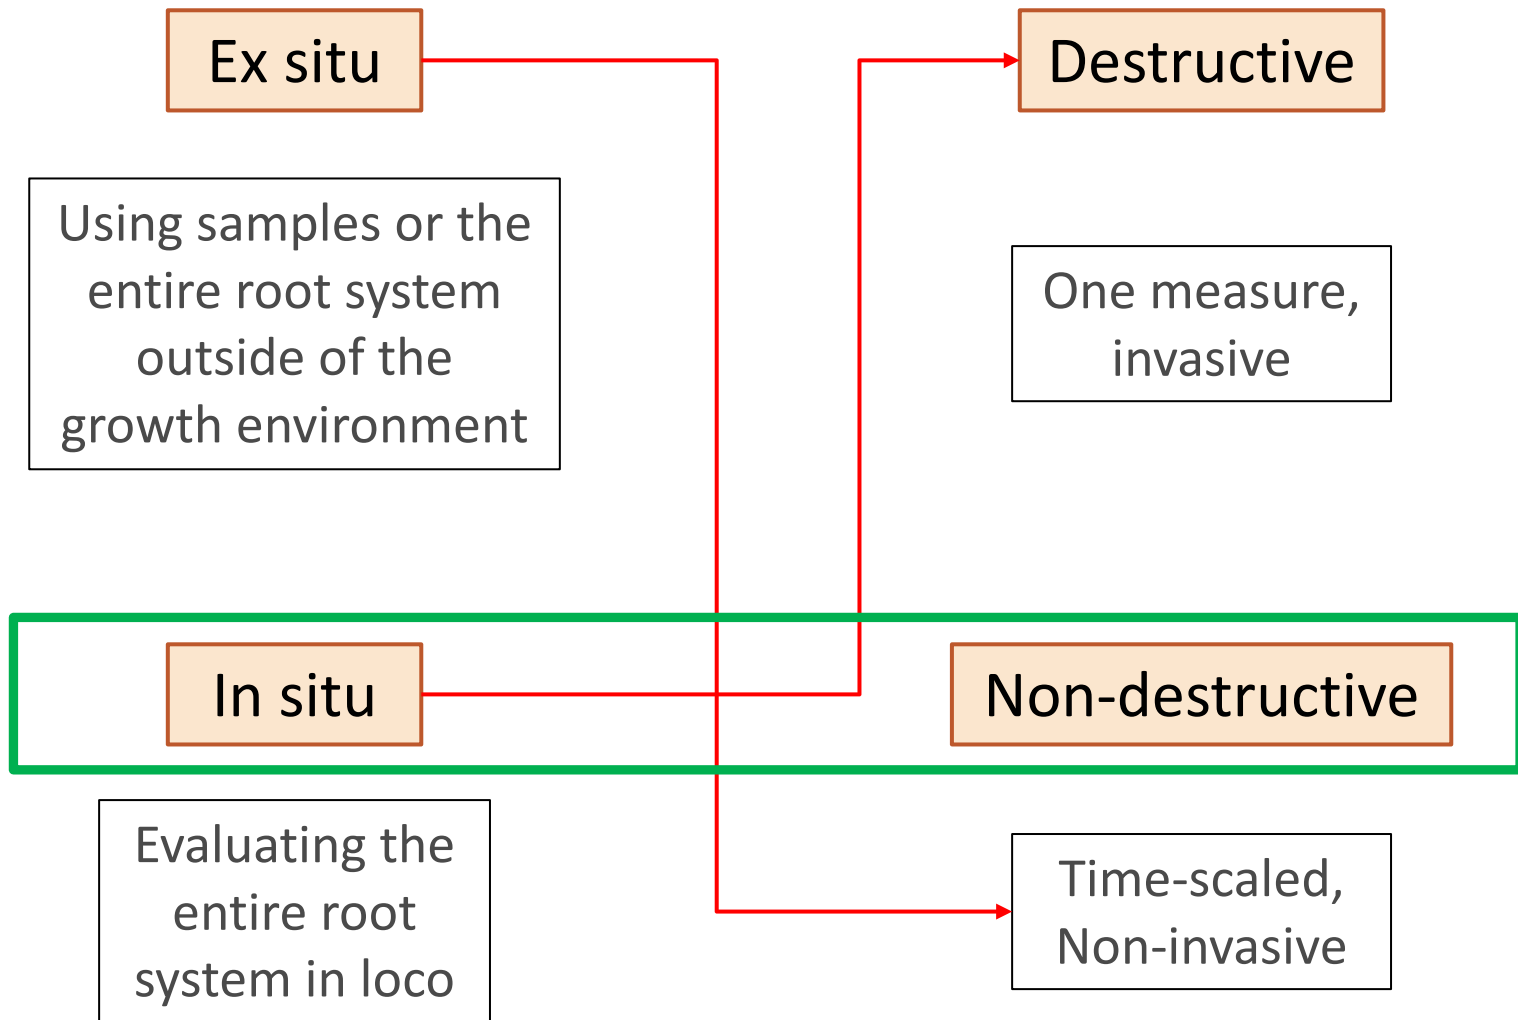 Ex situ
Destructive
Using samples or the
entire root system
outside of the
growth environment
One measure,
invasive
In situ
Non-destructive
Evaluating the
entire root
system in loco
Time-scaled,
Non-invasive